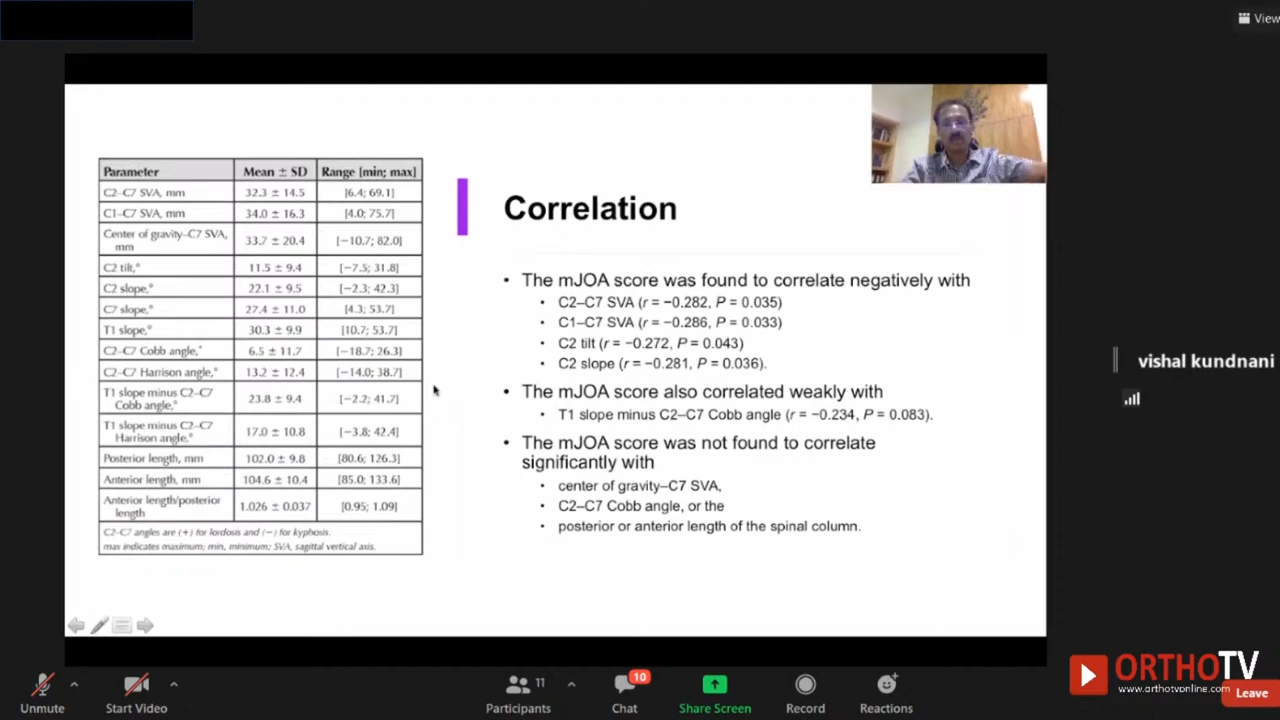 View
Parameter Mean ± SD Range [min; max]
C2–C7 SVA, mm 32.3 ± 14.5 [6.4; 69.1]
C1–C7 SVA, mm 34.0 ± 16.3 [4.0; 75.7]
Center of gravity–C7 SVA, mm 33.7 ± 20.4 [−10.7; 82.0]
C2 tilt,° 11.5 ± 9.4 [−7.5; 31.8]
C2 slope,° 22.1 ± 9.5 [−2.3; 42.3]
C7 slope,° 27.4 ± 11.0 [4.3; 53.7]
T1 slope,° 30.3 ± 9.9 [10.7; 53.7]
C2–C7 Cobb angle,° 6.5 ± 11.7 [−18.7; 26.3]
C2–C7 Harrison angle,° 13.2 ± 12.4 [−14.0; 38.7]
T1 slope minus C2–C7 Cobb angle,° 23.8 ± 9.4 [−2.2; 41.7]
T1 slope minus C2–C7 Harrison angle,° 17.0 ± 10.8 [−3.8; 42.4]
Posterior length, mm 102.0 ± 9.8 [80.6; 126.3]
Anterior length, mm 104.6 ± 10.4 [85.0; 133.6]
Anterior length/posterior length 1.026 ± 0.037 [0.95; 1.09]
C2–C7 angles are (+) for lordosis and (−) for kyphosis.
max indicates maximum; min, minimum; SVA, sagittal vertical axis.
Correlation
• The mJOA score was found to correlate negatively with
• C2–C7 SVA (r = −0.282, P = 0.035)
• C1–C7 SVA (r = −0.286, P = 0.033)
• C2 tilt (r = −0.272, P = 0.043)
• C2 slope (r = −0.281, P = 0.036).
• The mJOA score also correlated weakly with
• T1 slope minus C2–C7 Cobb angle (r = −0.234, P = 0.083).
• The mJOA score was not found to correlate
significantly with
• center of gravity–C7 SVA,
• C2–C7 Cobb angle, or the
• posterior or anterior length of the spinal column.
vishal kundnani
ORTHOTV
www.orthotvonline.com
Leave
11
10
Unmute
Start Video
Participants
Chat
Share Screen
Record
Reactions